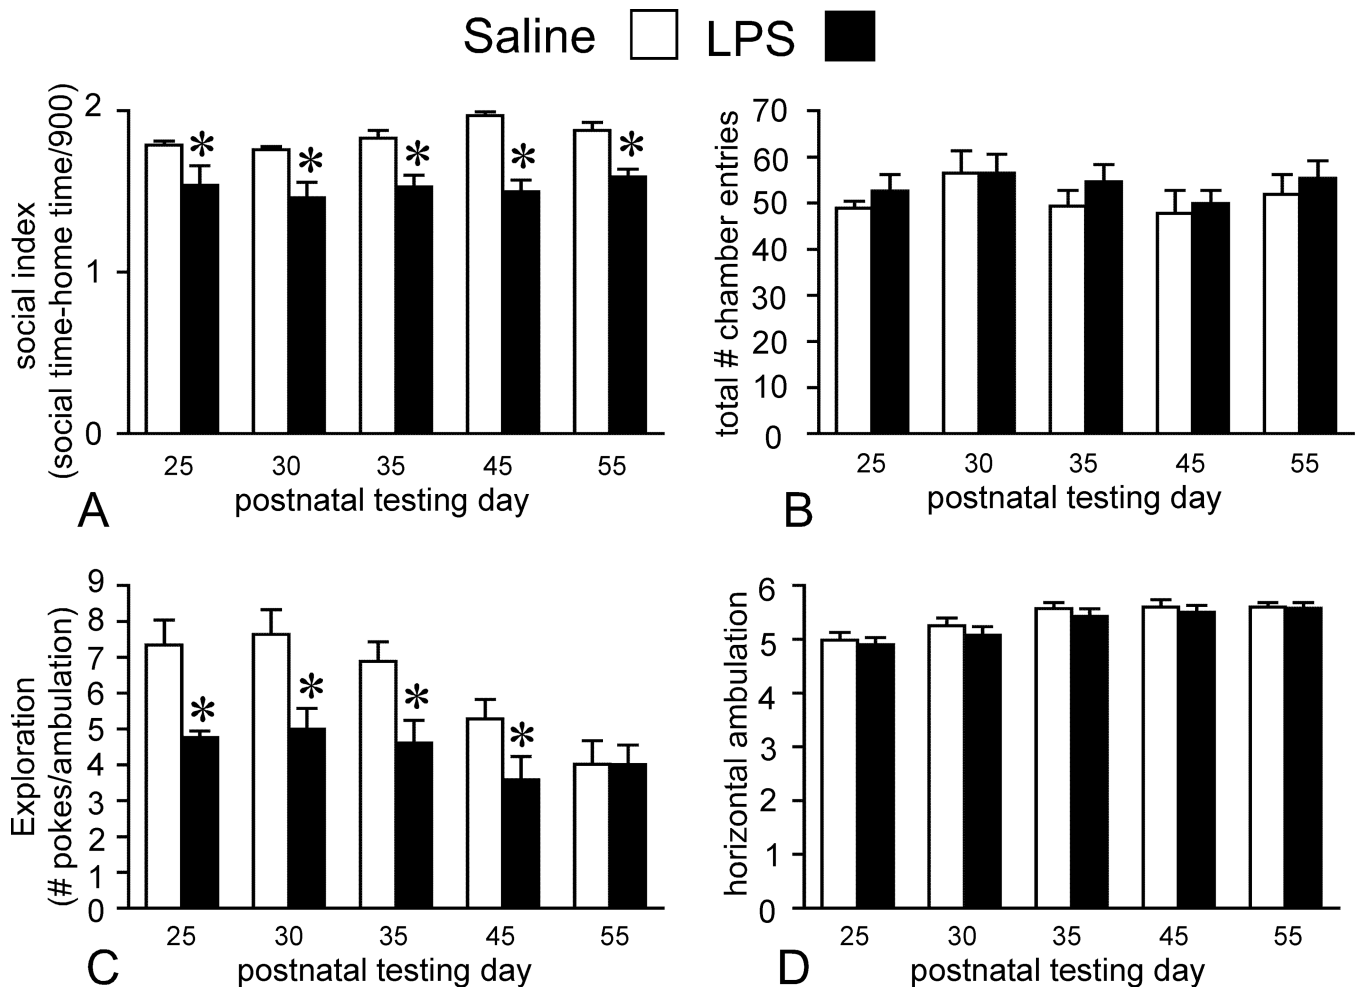 Saline LPS
social index
(social time-home time/900)
2
1
0
*
*
*
*
*
25 30 35 45 55
postnatal testing day
A
total # chamber entries
70
60
50
40
30
20
10
0
25 30 35 45 55
postnatal testing day
B
Exploration
(# pokes/ambulation)
9
8
7
6
5
4
3
2
1
0
*
*
*
*
25 30 35 45 55
postnatal testing day
C
horizontal ambulation
6
5
4
3
2
1
0
25 30 35 45 55
postnatal testing day
D